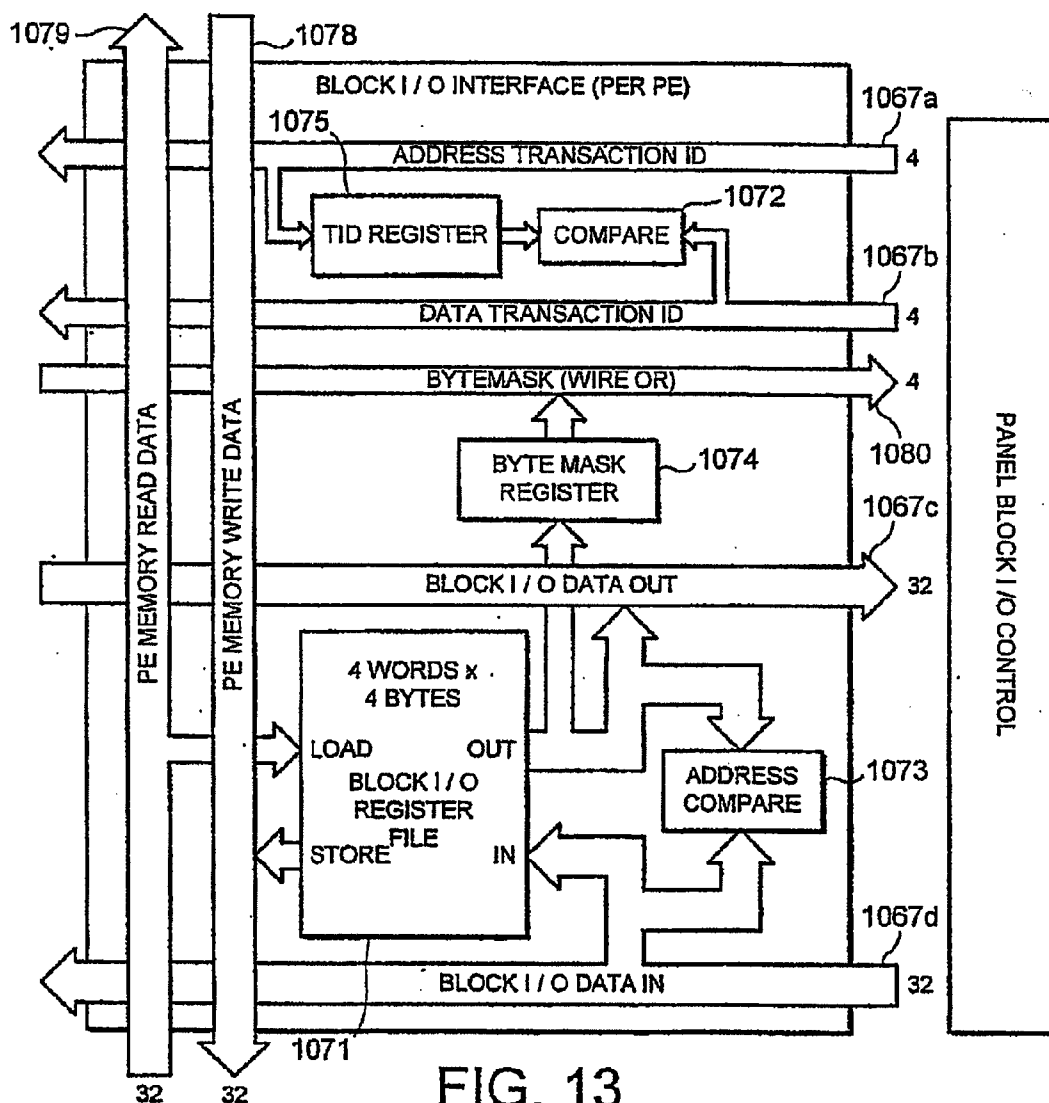 1079
1078
BLOCK I / O INTERFACE (PER PE)
1067a
1075
ADDRESS TRANSACTION ID
4
1072
TID REGISTER
COMPARE
1067b
DATA TRANSACTION ID
4
BYTEMASK (WIRE OR)
4
1080
BYTE MASK
REGISTER
1074
1067c
BLOCK I / O DATA OUT
32
PE MEMORY READ DATA
PE MEMORY WRITE DATA
PANEL BLOCK I / O CONTROL
4 WORDS x
4 BYTES
LOAD
OUT
BLOCK I / O
REGISTER
FILE
STORE
IN
ADDRESS
COMPARE
1073
1067d
BLOCK I / O DATA IN
32
1071
32
32
FIG. 13